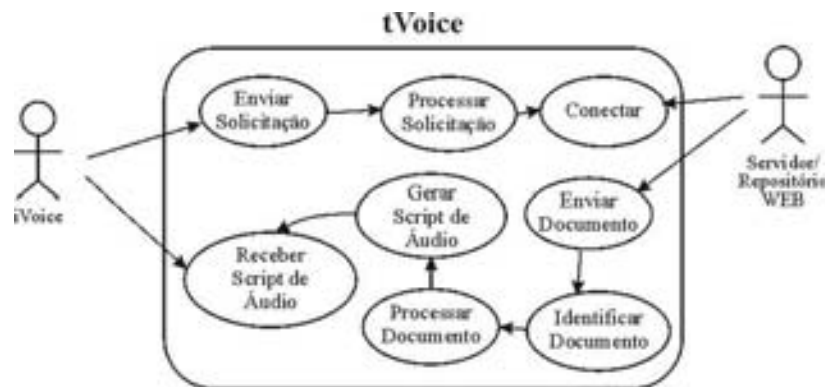 tVoice
Enviar
Solicitação
Processar
Solicitação
Conectar
iVoice
Servidor/
Repositório
WEB
Gerar
Script de
Áudio
Enviar
Documento
Receber
Script de
Áudio
Processar
Documento
Identificar
Documento